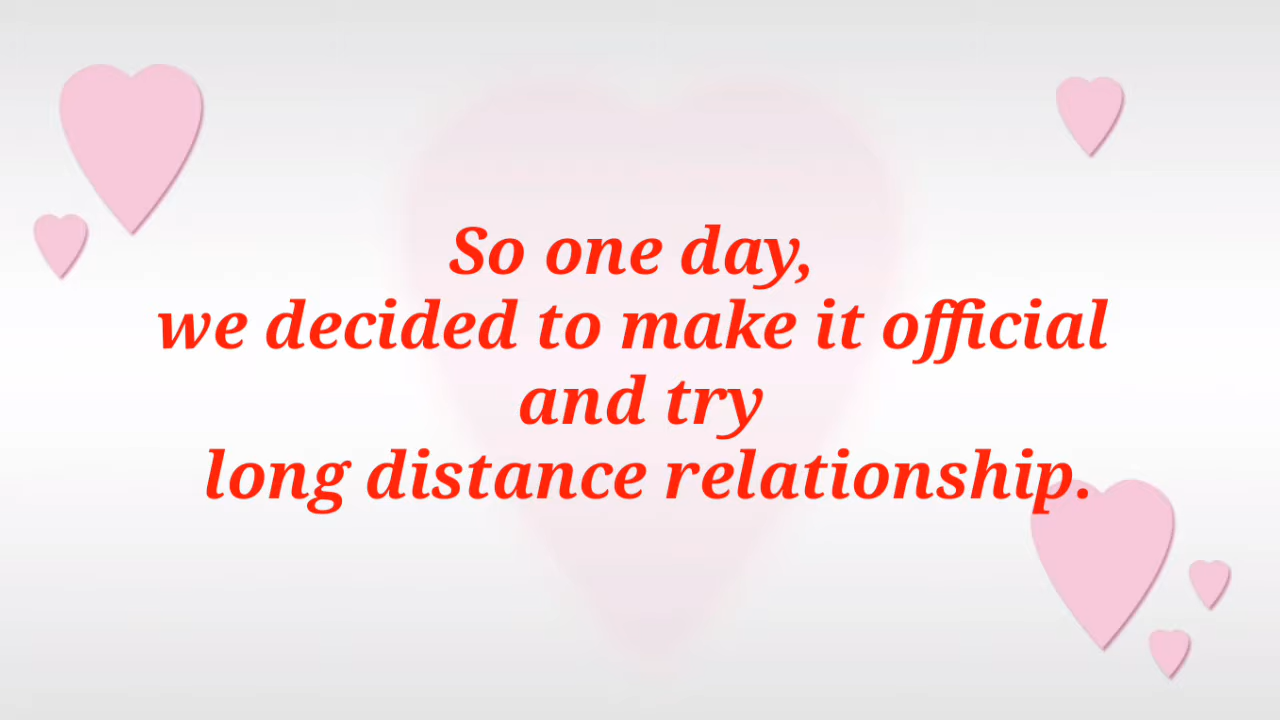 So one day,
we decided to make it official
and try
long distance relationship.